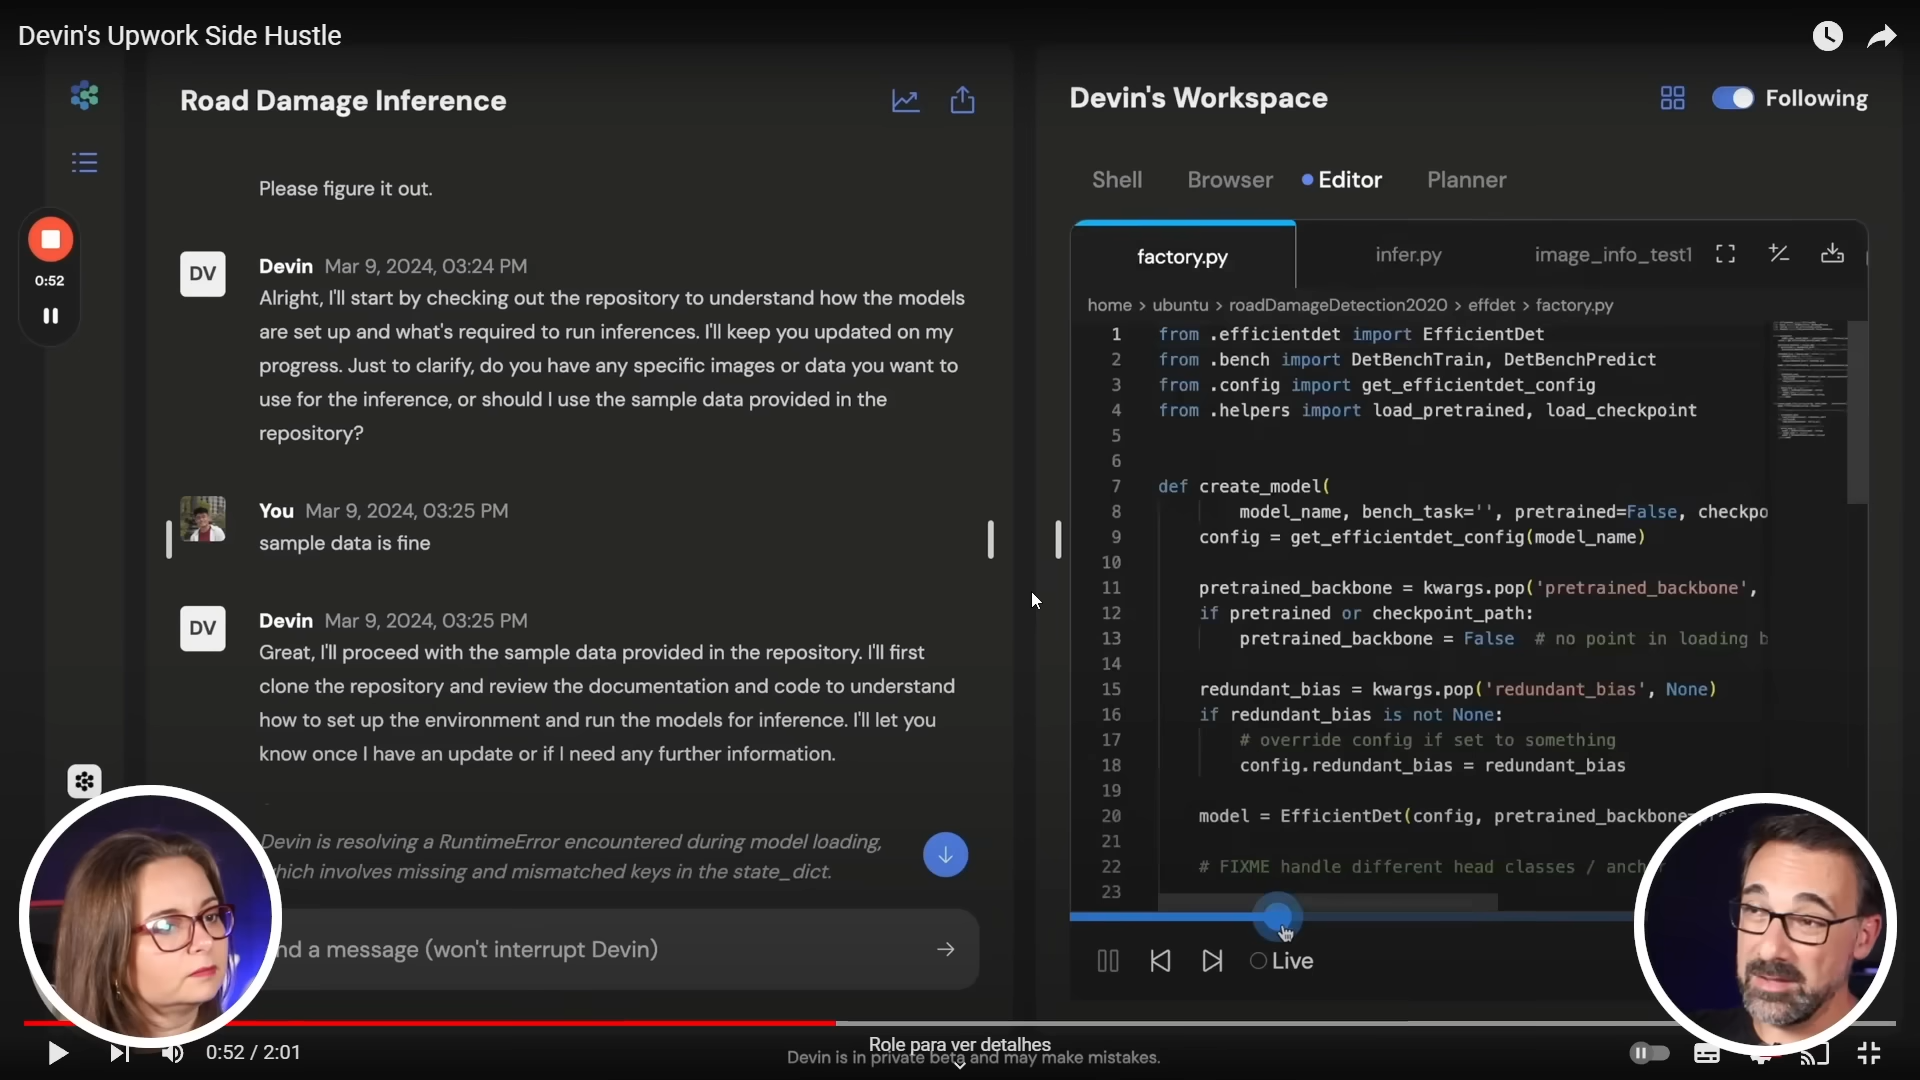 Devin's Upwork Side Hustle
Road Damage Inference
Please figure it out.
DV
Devin Mar 9, 2024, 03:24 PM
Alright, I'll start by checking out the repository to understand how the models
are set up and what's required to run inferences. I'll keep you updated on my
progress. Just to clarify, do you have any specific images or data you want to
use for the inference, or should I use the sample data provided in the
repository?
You Mar 9, 2024, 03:25 PM
sample data is fine
DV
Devin Mar 9, 2024, 03:25 PM
Great, I'll proceed with the sample data provided in the repository. I'll first
clone the repository and review the documentation and code to understand
how to set up the environment and run the models for inference. I'll let you
know once I have an update or if I need any further information.
Devin is resolving a RuntimeError encountered during model loading,
which involves missing and mismatched keys in the state_dict.
nd a message (won't interrupt Devin)
0:52
Devin's Workspace
Following
Shell Browser Editor Planner
factory.py infer.py image_info_test1
home > ubuntu > roadDamageDetection2020 > effdet > factory.py
1 from .efficientdet import EfficientDet
2 from .bench import DetBenchTrain, DetBenchPredict
3 from .config import get_efficientdet_config
4 from .helpers import load_pretrained, load_checkpoint
5
6
7 def create_model(
8 model_name, bench_task='', pretrained=False, checkpo
9 config = get_efficientdet_config(model_name)
10
11 pretrained_backbone = kwargs.pop('pretrained_backbone',
12 if pretrained or checkpoint_path:
13 pretrained_backbone = False # no point in loading b
14
15 redundant_bias = kwargs.pop('redundant_bias', None)
16 if redundant_bias is not None:
17 # override config if set to something
18 config.redundant_bias = redundant_bias
19
20 model = EfficientDet(config, pretrained_backbone=
21
22 # FIXME handle different head classes / anch
23
Live
0:52 / 2:01
Role para ver detalhes
Devin is in private beta and may make mistakes.